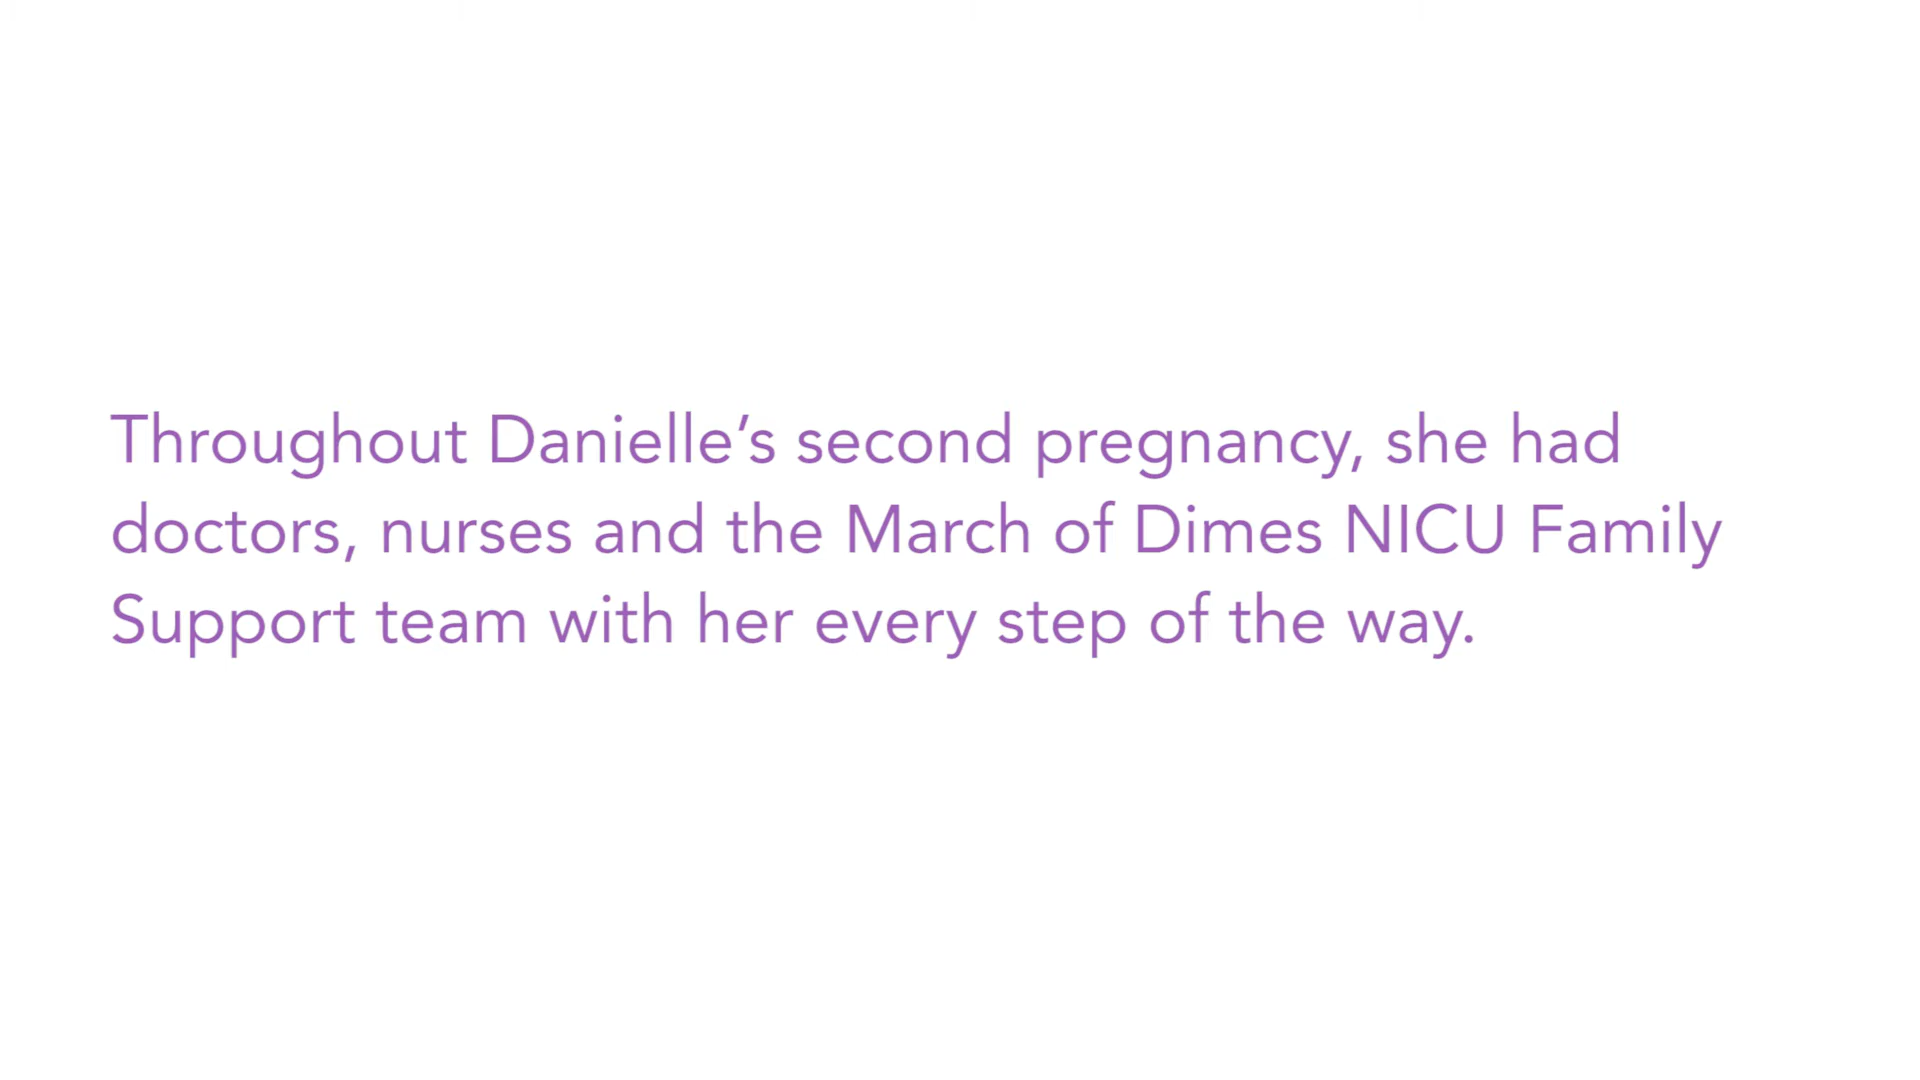 Throughout Danielle’s second pregnancy, she had
doctors, nurses and the March of Dimes NICU Family
Support team with her every step of the way.